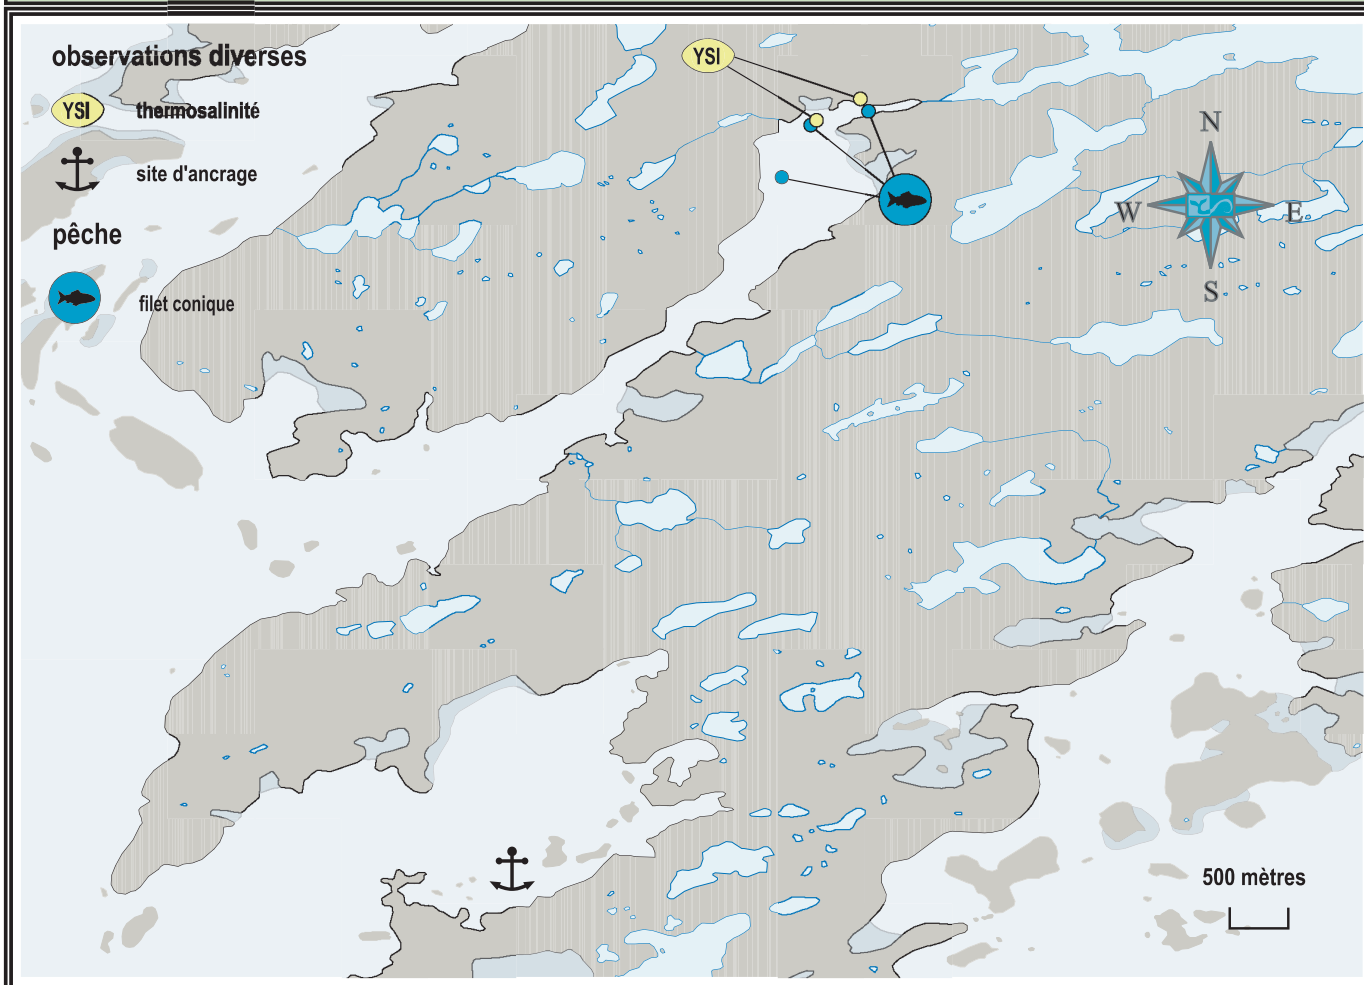 observations diverses
YSI
YSI
thermosalinité
site d'ancrage
pêche
filet conique
N
W
E
S
500 mètres